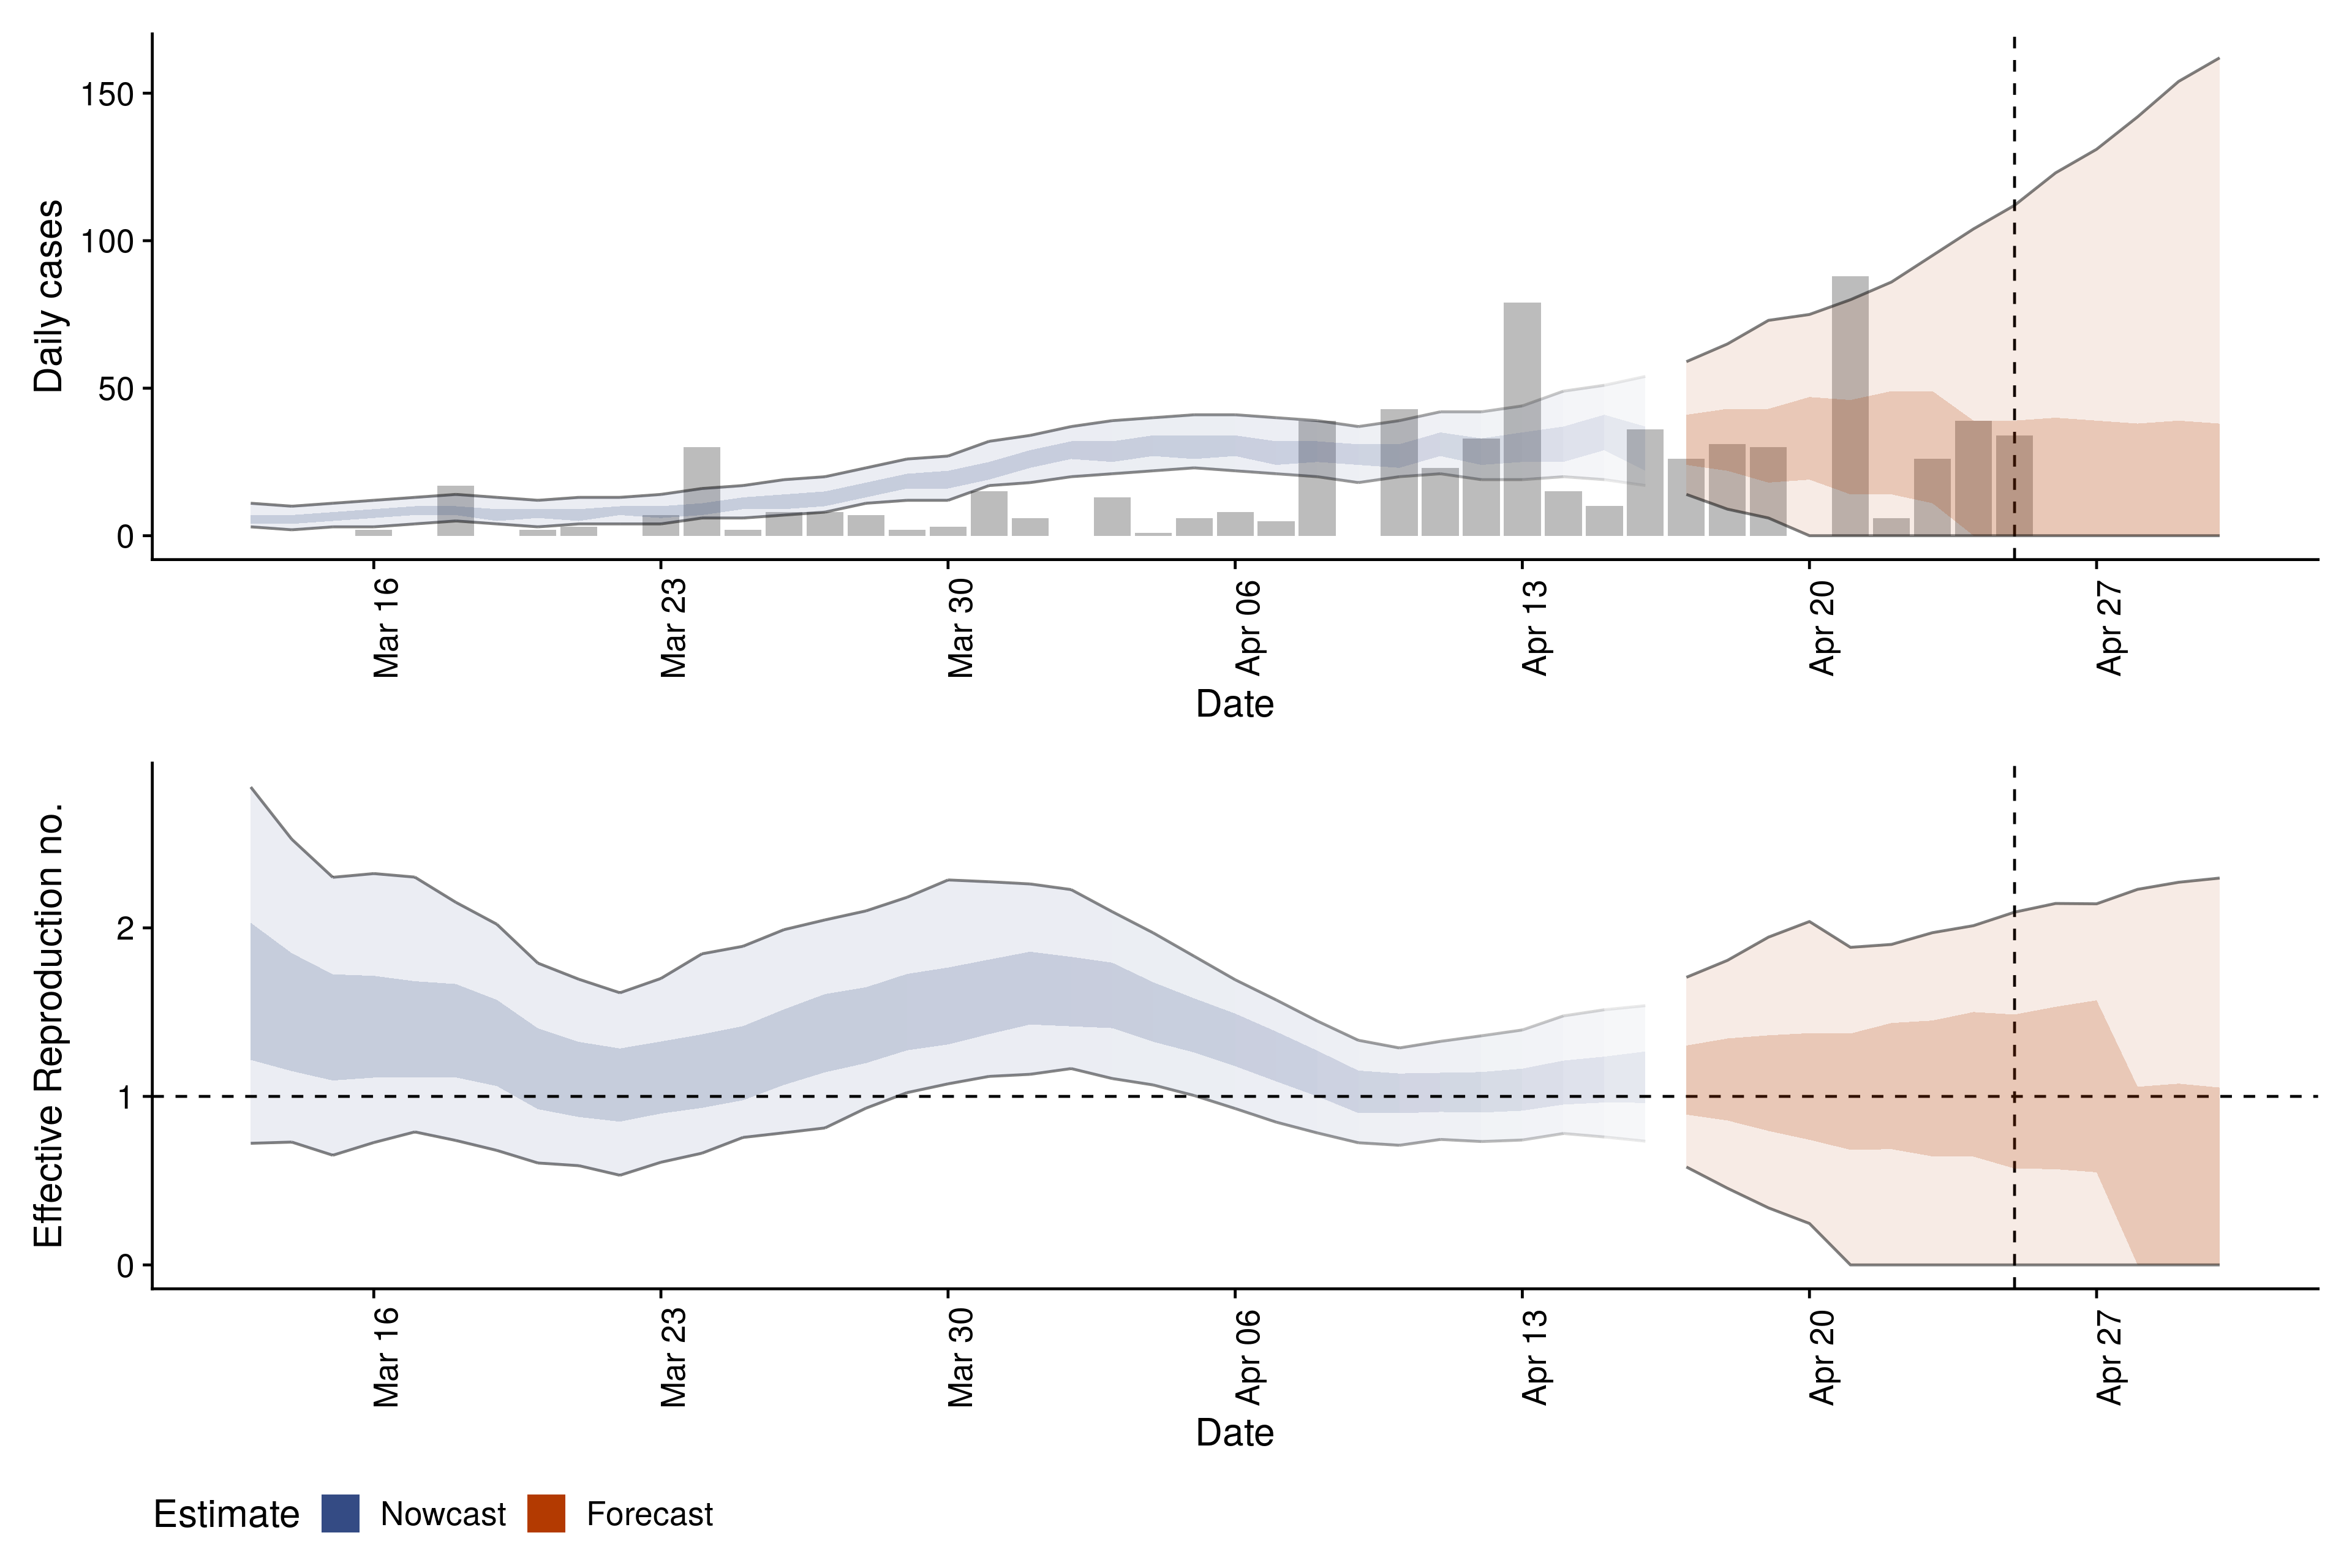 Daily cases
150
100
50
0
Mar 16
Mar 23
Mar 30
Apr 06
Apr 13
Apr 20
Apr 27
Date
Effective Reproduction no.
2
1
0
Mar 16
Mar 23
Mar 30
Apr 06
Apr 13
Apr 20
Apr 27
Date
Estimate Nowcast Forecast